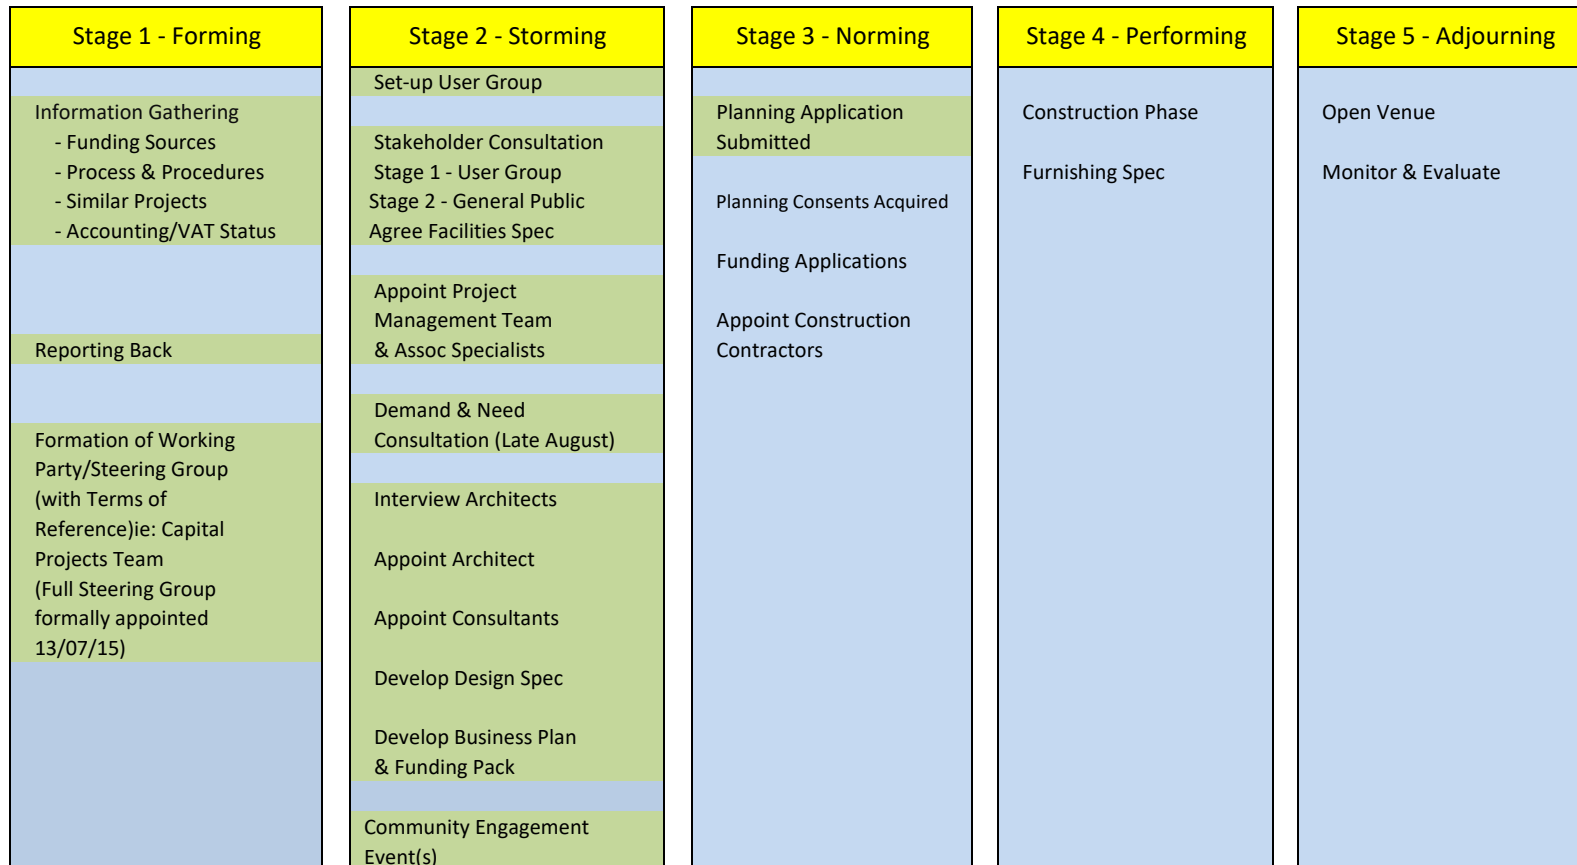 Stage 1 - Forming
Information Gathering
- Funding Sources
- Process & Procedures
- Similar Projects
- Accounting/VAT Status
Reporting Back
Formation of Working
Party/Steering Group
(with Terms of
Reference)ie: Capital
Projects Team
(Full Steering Group
formally appointed
13/07/15)
Stage 2 - Storming
Set-up User Group
Stakeholder Consultation
Stage 1 - User Group
Stage 2 - General Public
Agree Facilities Spec
Appoint Project
Management Team
& Assoc Specialists
Demand & Need
Consultation (Late August)
Interview Architects
Appoint Architect
Appoint Consultants
Develop Design Spec
Develop Business Plan
& Funding Pack
Community Engagement
Event(s)
Stage 3 - Norming
Planning Application
Submitted
Planning Consents Acquired
Funding Applications
Appoint Construction
Contractors
Stage 4 - Performing
Construction Phase
Furnishing Spec
Stage 5 - Adjourning
Open Venue
Monitor & Evaluate